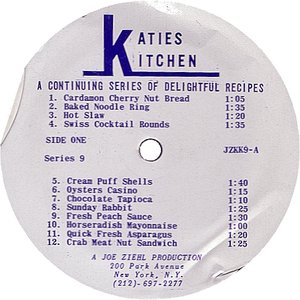 KATIES
KITCHEN
A CONTINUING SERIES OF DELIGHTFUL RECIPES
1. Cardamon Cherry Nut Bread 1:05
2. Baked Noodle Ring 1:35
3. Hot Slaw 1:20
4. Swiss Cocktail Rounds 1:35
SIDE ONE JZKK9-A
Series 9
5. Cream Puff Shells 1:40
6. Oysters Casino 1:15
7. Chocolate Tapioca 1:10
8. Sunday Rabbit 1:25
9. Fresh Peach Sauce 1:30
10. Horseradish Mayonnaise 1:00
11. Quick Fresh Asparagus 1:20
12. Crab Meat Nut Sandwich 1:25
A JOE ZIEHL PRODUCTION
200 Park Avenue
New York, N.Y.
(212)-697-2277